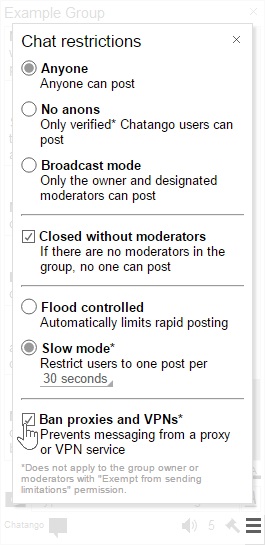 Example Group
Chat restrictions
Anyone
Anyone can post
No anons
Only verified* Chatango users can
post
Broadcast mode
Only the owner and designated
moderators can post
Closed without moderators
If there are no moderators in the
group, no one can post
Flood controlled
Automatically limits rapid posting
Slow mode*
Restrict users to one post per
30 seconds
Ban proxies and VPNs*
Prevents messaging from a proxy
or VPN service
*Does not apply to the group owner or
moderators with "Exempt from sending
limitations" permission.
Chatango
5